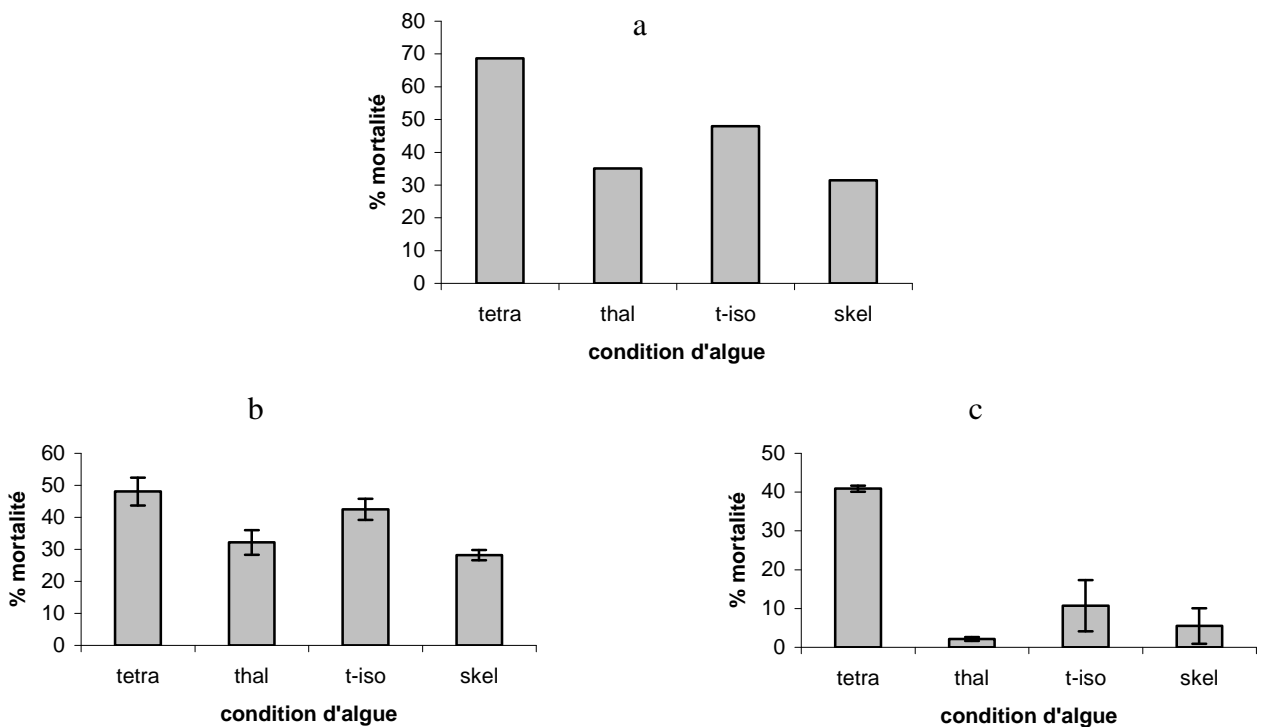 a
80
70
60
50
40
30
20
10
0
% mortalité
tetra thal t-iso skel
condition d'algue
b
60
50
40
30
20
10
0
% mortalité
tetra thal t-iso skel
condition d'algue
c
50
40
30
20
10
0
% mortalité
tetra thal t-iso skel
condition d'algue